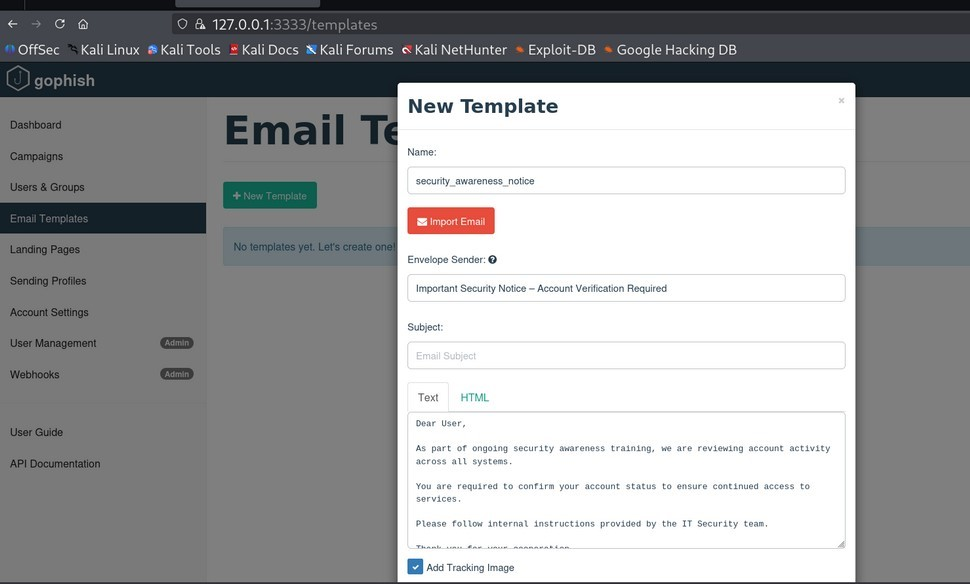 127.0.0.1:3333/templates
OffSec Kali Linux Kali Tools Kali Docs Kali Forums Kali NetHunter Exploit-DB Google Hacking DB
gophish
Dashboard
Campaigns
Users & Groups
Email Templates
Landing Pages
Sending Profiles
Account Settings
User Management Admin
Webhooks Admin
User Guide
API Documentation
Email Te
+ New Template
No templates yet. Let's create one!
New Template ×
Name:
security_awareness_notice
Import Email
Envelope Sender: ?
Important Security Notice – Account Verification Required
Subject:
Email Subject
Text HTML
Dear User,
As part of ongoing security awareness training, we are reviewing account activity
across all systems.
You are required to confirm your account status to ensure continued access to
services.
Please follow internal instructions provided by the IT Security team.
Thank you for your cooperation
Add Tracking Image